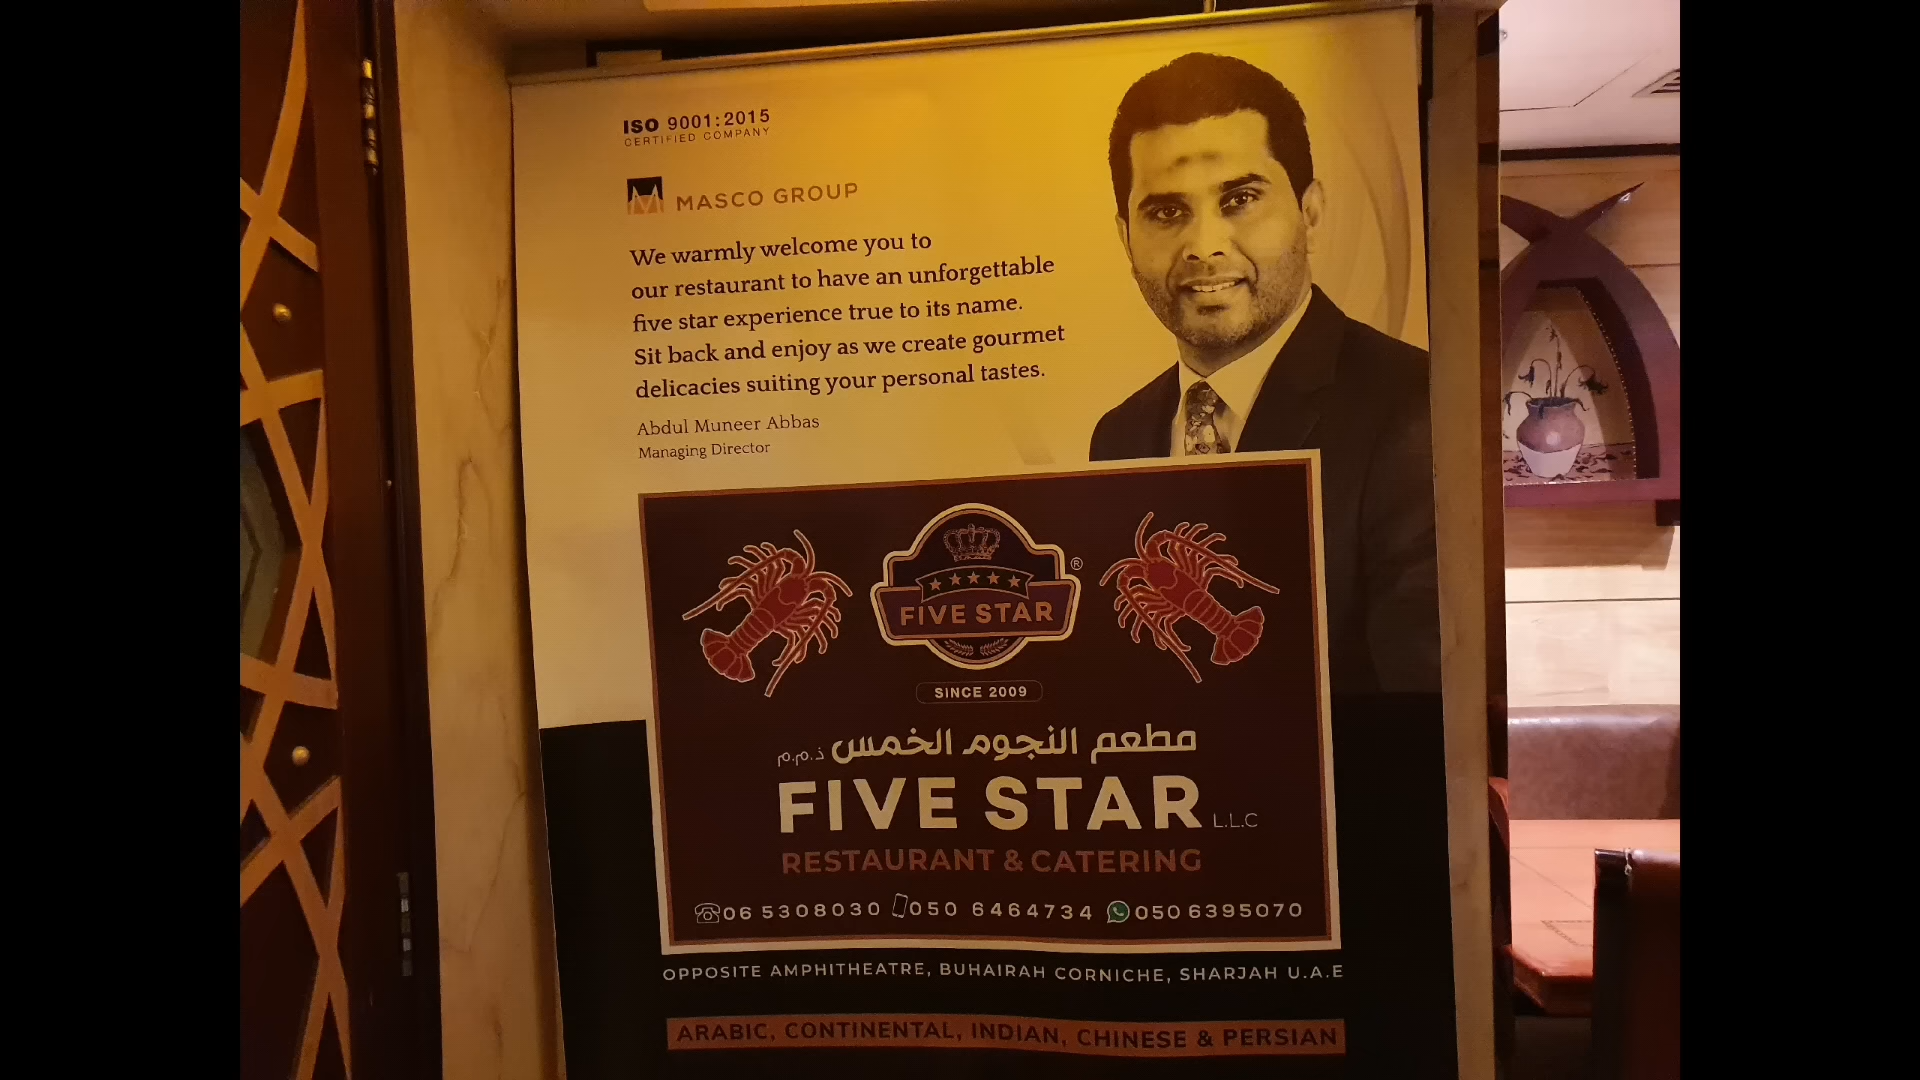 ISO 9001:2015
CERTIFIED COMPANY
MASCO GROUP
We warmly welcome you to
our restaurant to have an unforgettable
five star experience true to its name.
Sit back and enjoy as we create gourmet
delicacies suiting your personal tastes.
Abdul Muneer Abbas
Managing Director
FIVE STAR
®
SINCE 2009
مطعم النجوم الخمس ذ.م.م
FIVE STAR L.L.C
RESTAURANT & CATERING
06 5308030 050 6464734 050 6395070
OPPOSITE AMPHITHEATRE, BUHAIRAH CORNICHE, SHARJAH U.A.E
ARABIC, CONTINENTAL, INDIAN, CHINESE & PERSIAN